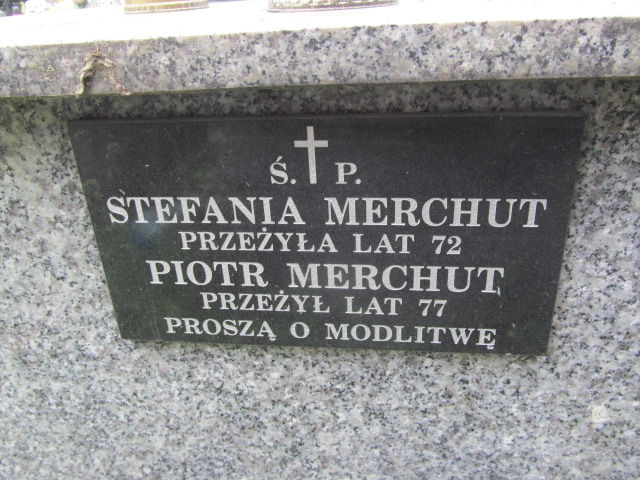 Ś. P.
STEFANIA MERCHUT
PRZEŻYŁA LAT 72
PIOTR MERCHUT
PRZEŻYŁ LAT 77
PROSZĄ O MODLITWĘ